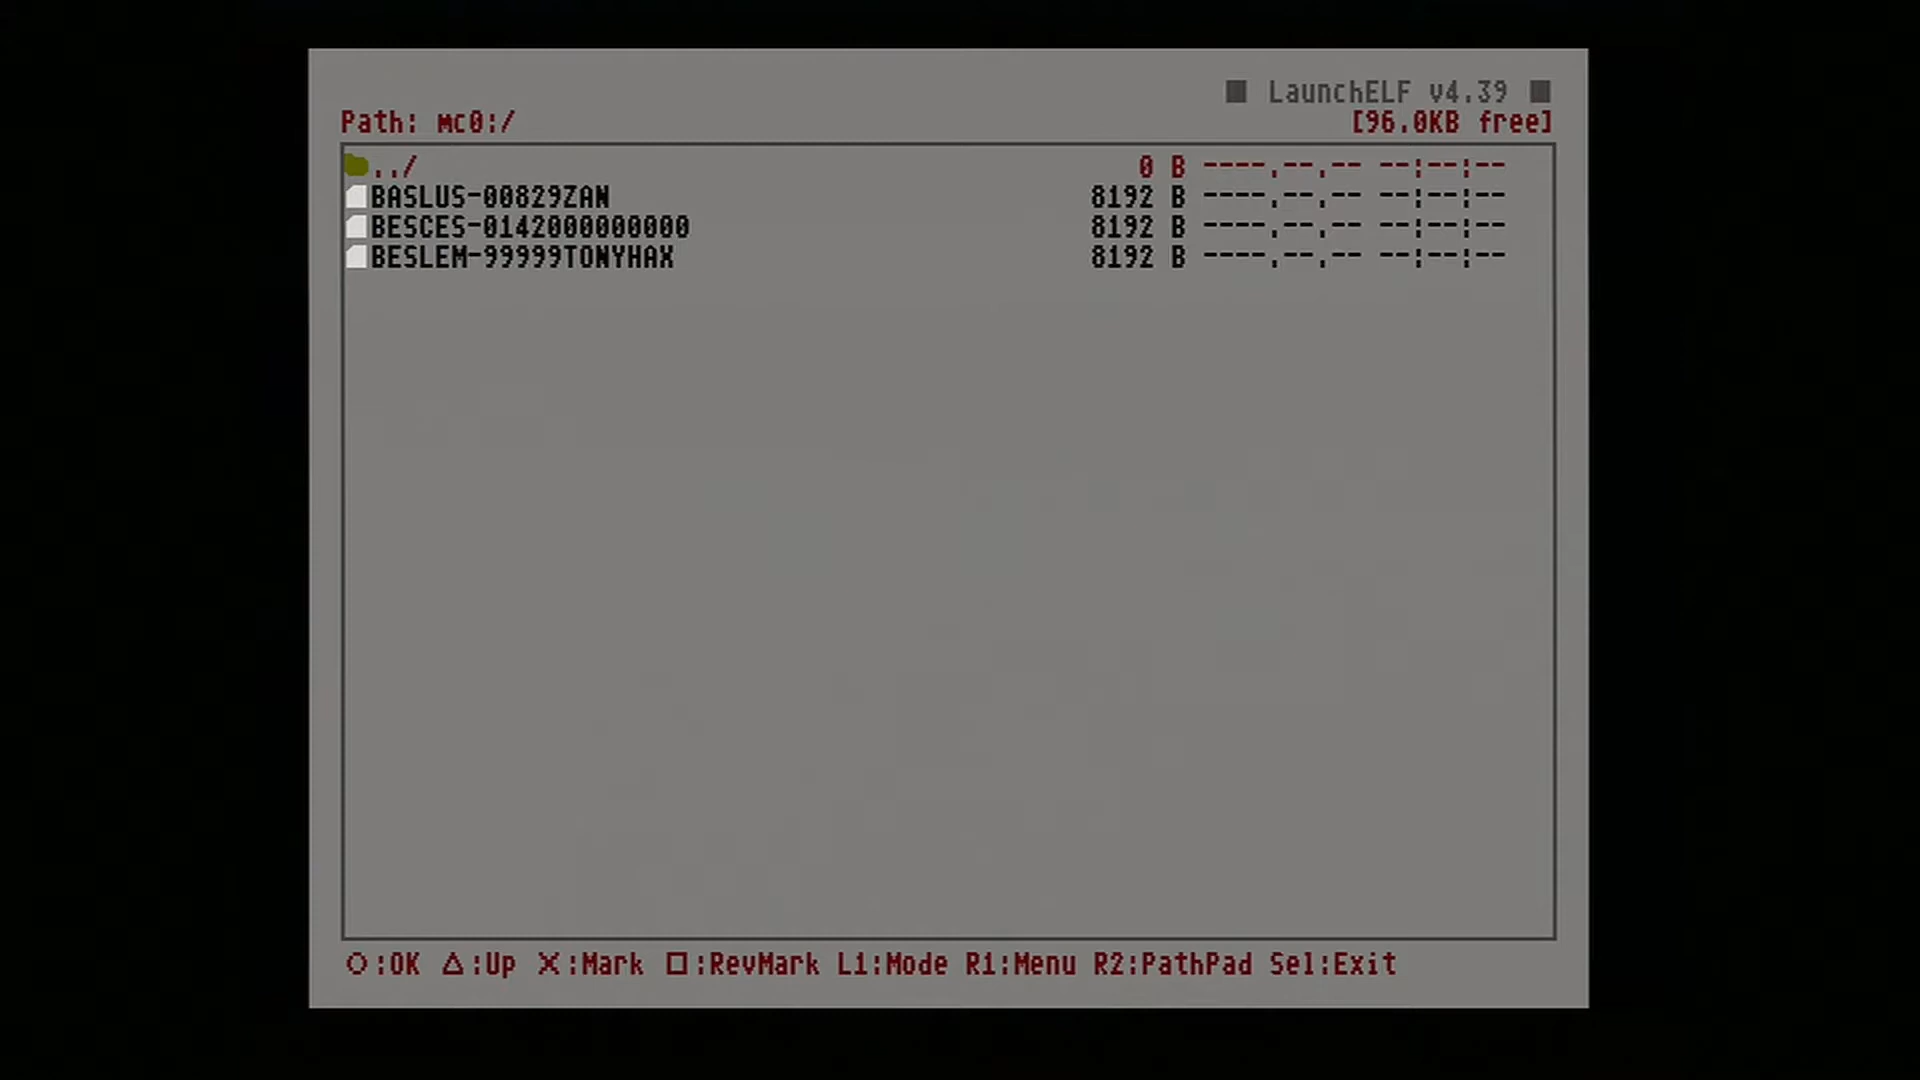 ■ LaunchELF v4.39 ■
Path: mc0:/ [96.0KB free]
../ 0 B ----.--.-- --:--:--
BASLUS-00829ZAN 8192 B ----.--.-- --:--:--
BESCES-0142000000000 8192 B ----.--.-- --:--:--
BESLEM-99999TONYHAX 8192 B ----.--.-- --:--:--
○:OK △:Up ×:Mark □:RevMark L1:Mode R1:Menu R2:PathPad Sel:Exit